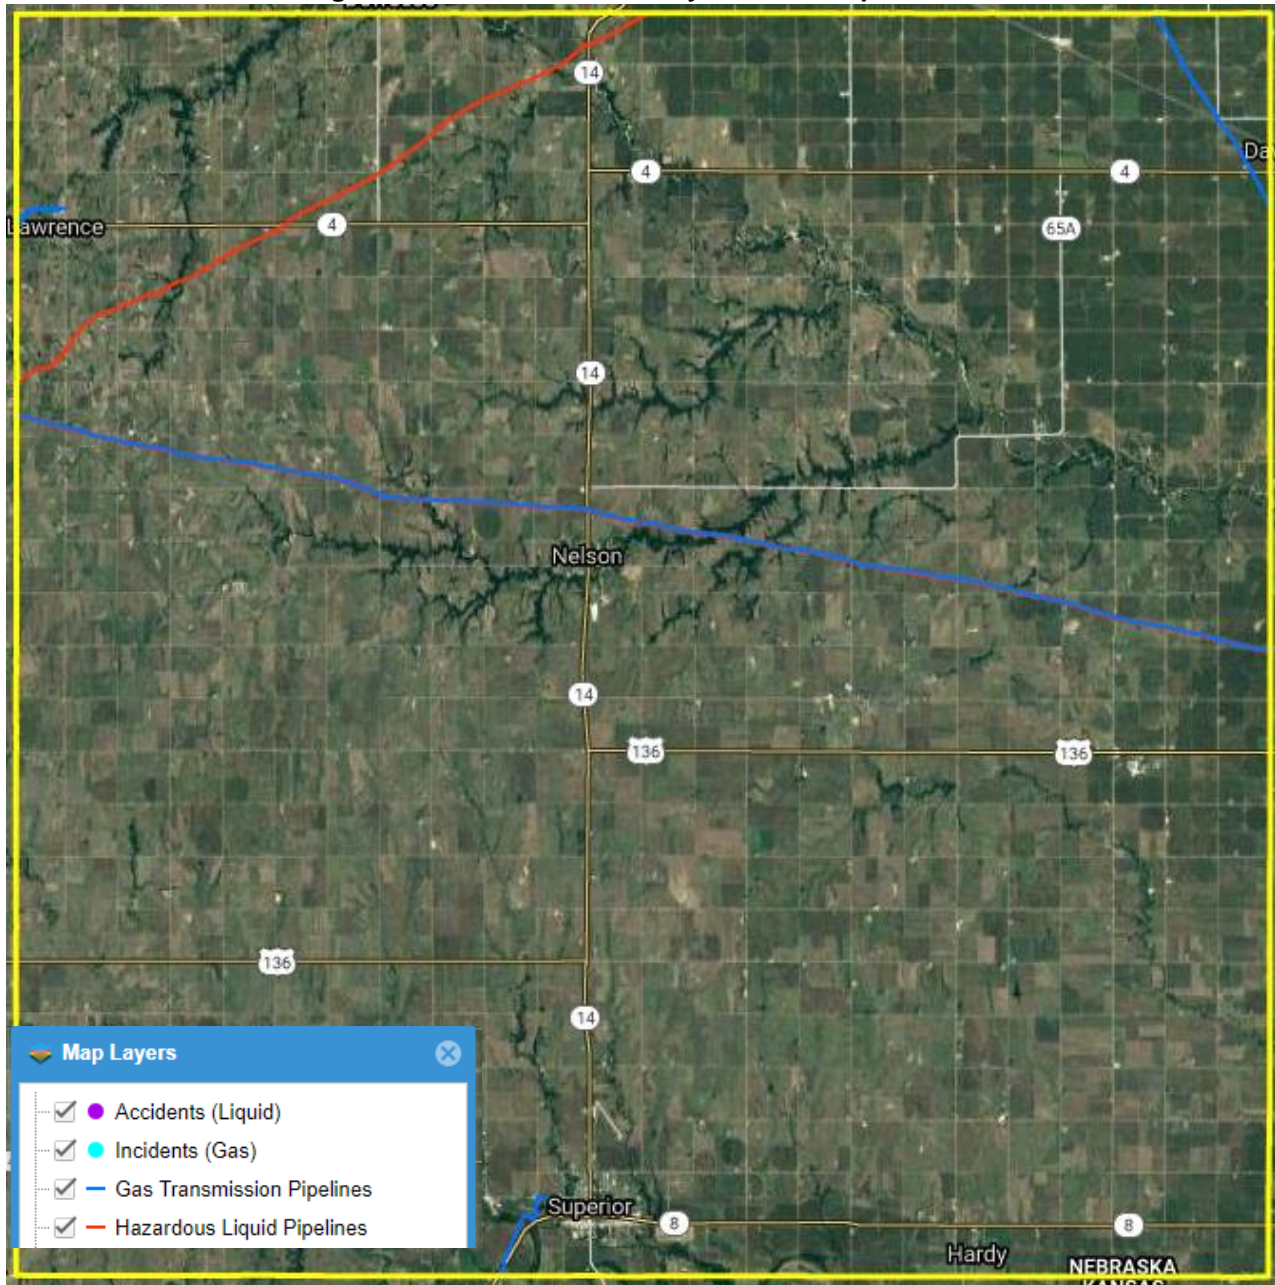 14
4
4
Da
65A
Lawrence
4
14
Nelson
14
136
136
136
14
Map Layers
Accidents (Liquid)
Incidents (Gas)
Gas Transmission Pipelines
Hazardous Liquid Pipelines
Superior
8
8
Hardy
NEBRASKA
KANSAS